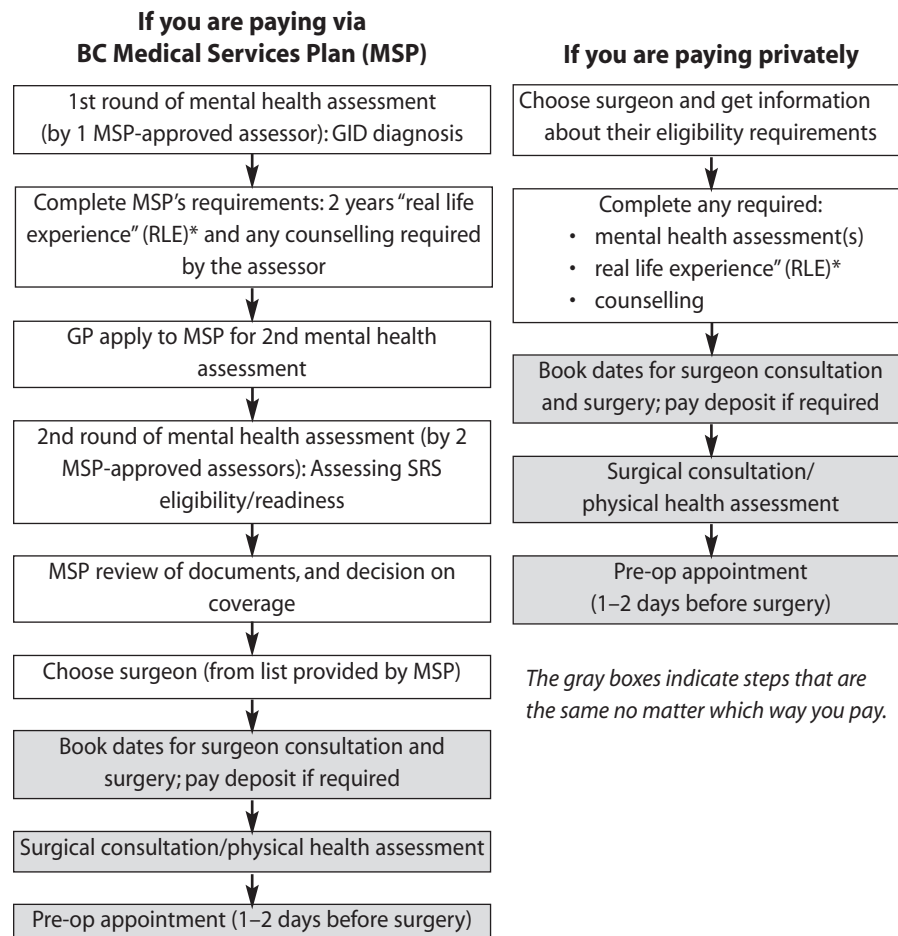 If you are paying via
BC Medical Services Plan (MSP)
1st round of mental health assessment
(by 1 MSP-approved assessor): GID diagnosis
Complete MSP’s requirements: 2 years “real life
experience” (RLE)* and any counselling required
by the assessor
GP apply to MSP for 2nd mental health
assessment
2nd round of mental health assessment (by 2
MSP-approved assessors): Assessing SRS
eligibility/readiness
MSP review of documents, and decision on
coverage
Choose surgeon (from list provided by MSP)
Book dates for surgeon consultation and
surgery; pay deposit if required
Surgical consultation/physical health assessment
Pre-op appointment (1–2 days before surgery)
If you are paying privately
Choose surgeon and get information
about their eligibility requirements
Complete any required:
• mental health assessment(s)
• real life experience” (RLE)*
• counselling
Book dates for surgeon consultation
and surgery; pay deposit if required
Surgical consultation/
physical health assessment
Pre-op appointment
(1–2 days before surgery)
The gray boxes indicate steps that are
the same no matter which way you pay.